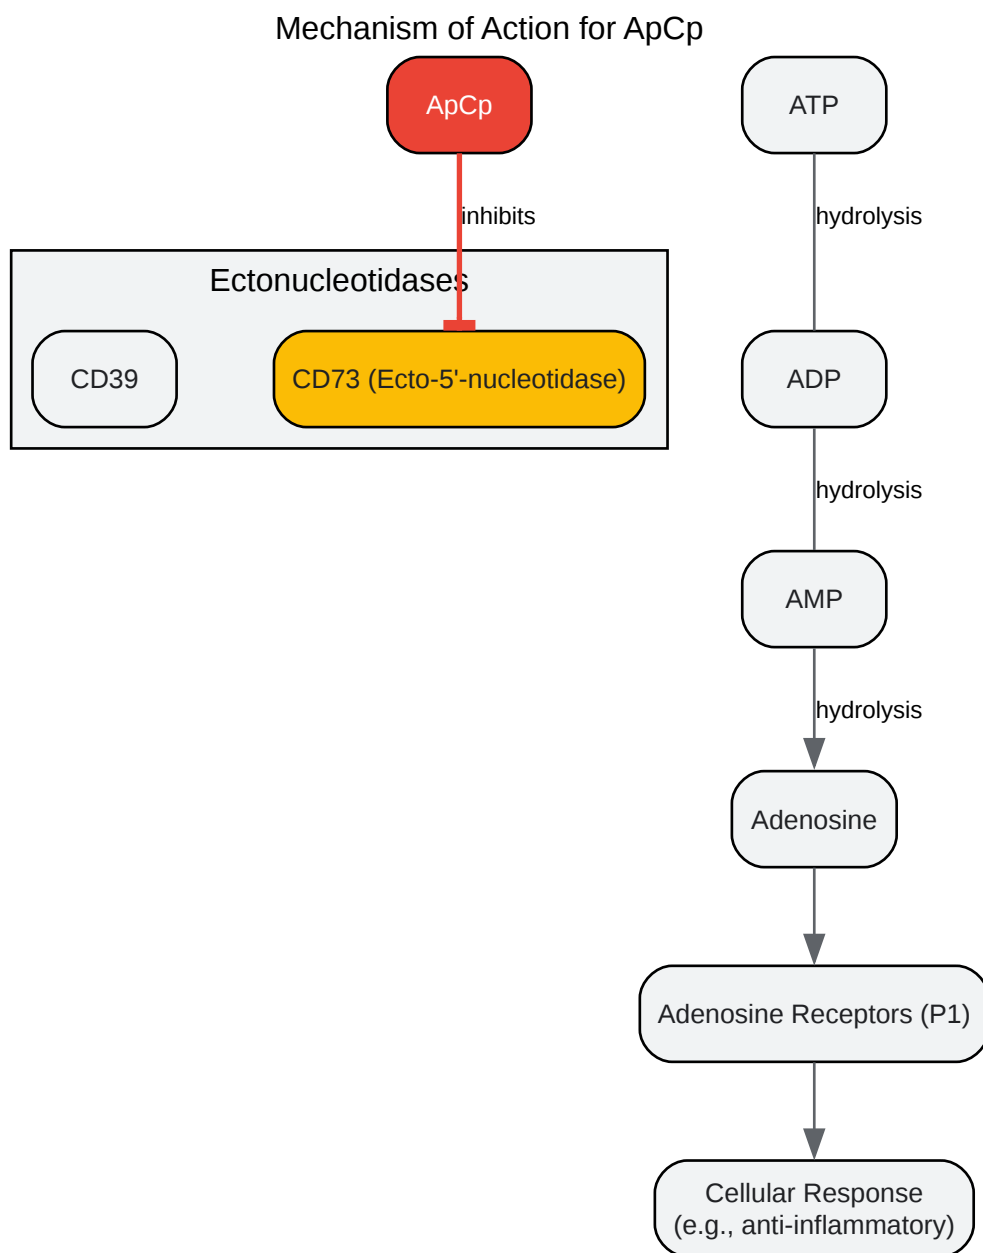 Mechanism of Action for ApCp
ApCp
ATP
inhibits
hydrolysis
Ectonucleotidases
CD39
CD73 (Ecto-5'-nucleotidase)
ADP
hydrolysis
AMP
hydrolysis
Adenosine
Adenosine Receptors (P1)
Cellular Response
(e.g., anti-inflammatory)